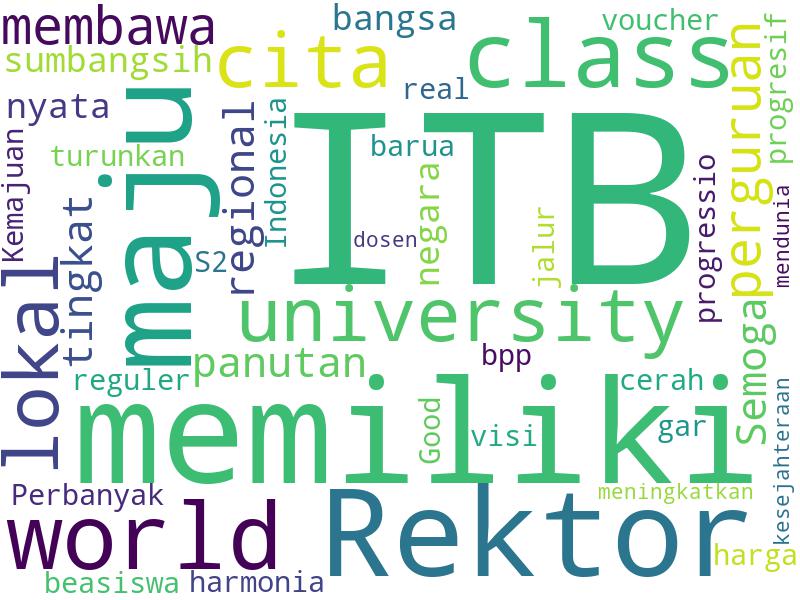 membawa
bangsa
voucher
sumbangsih
cita
class
progresif
nyata
real
perguruan
maju
regional
Indonesia
ITB
Kemajuan
turunkan
barua
negara
jalur
progressio
mendunia
lokal
tingkat
S2
dosen
university
Semoga
panutan
bpp
reguler
cerah
memiliki
Good
visi
gar
kesejahteraan
Perbanyak
world
Rektor
meningkatkan
harga
beasiswa
harmonia